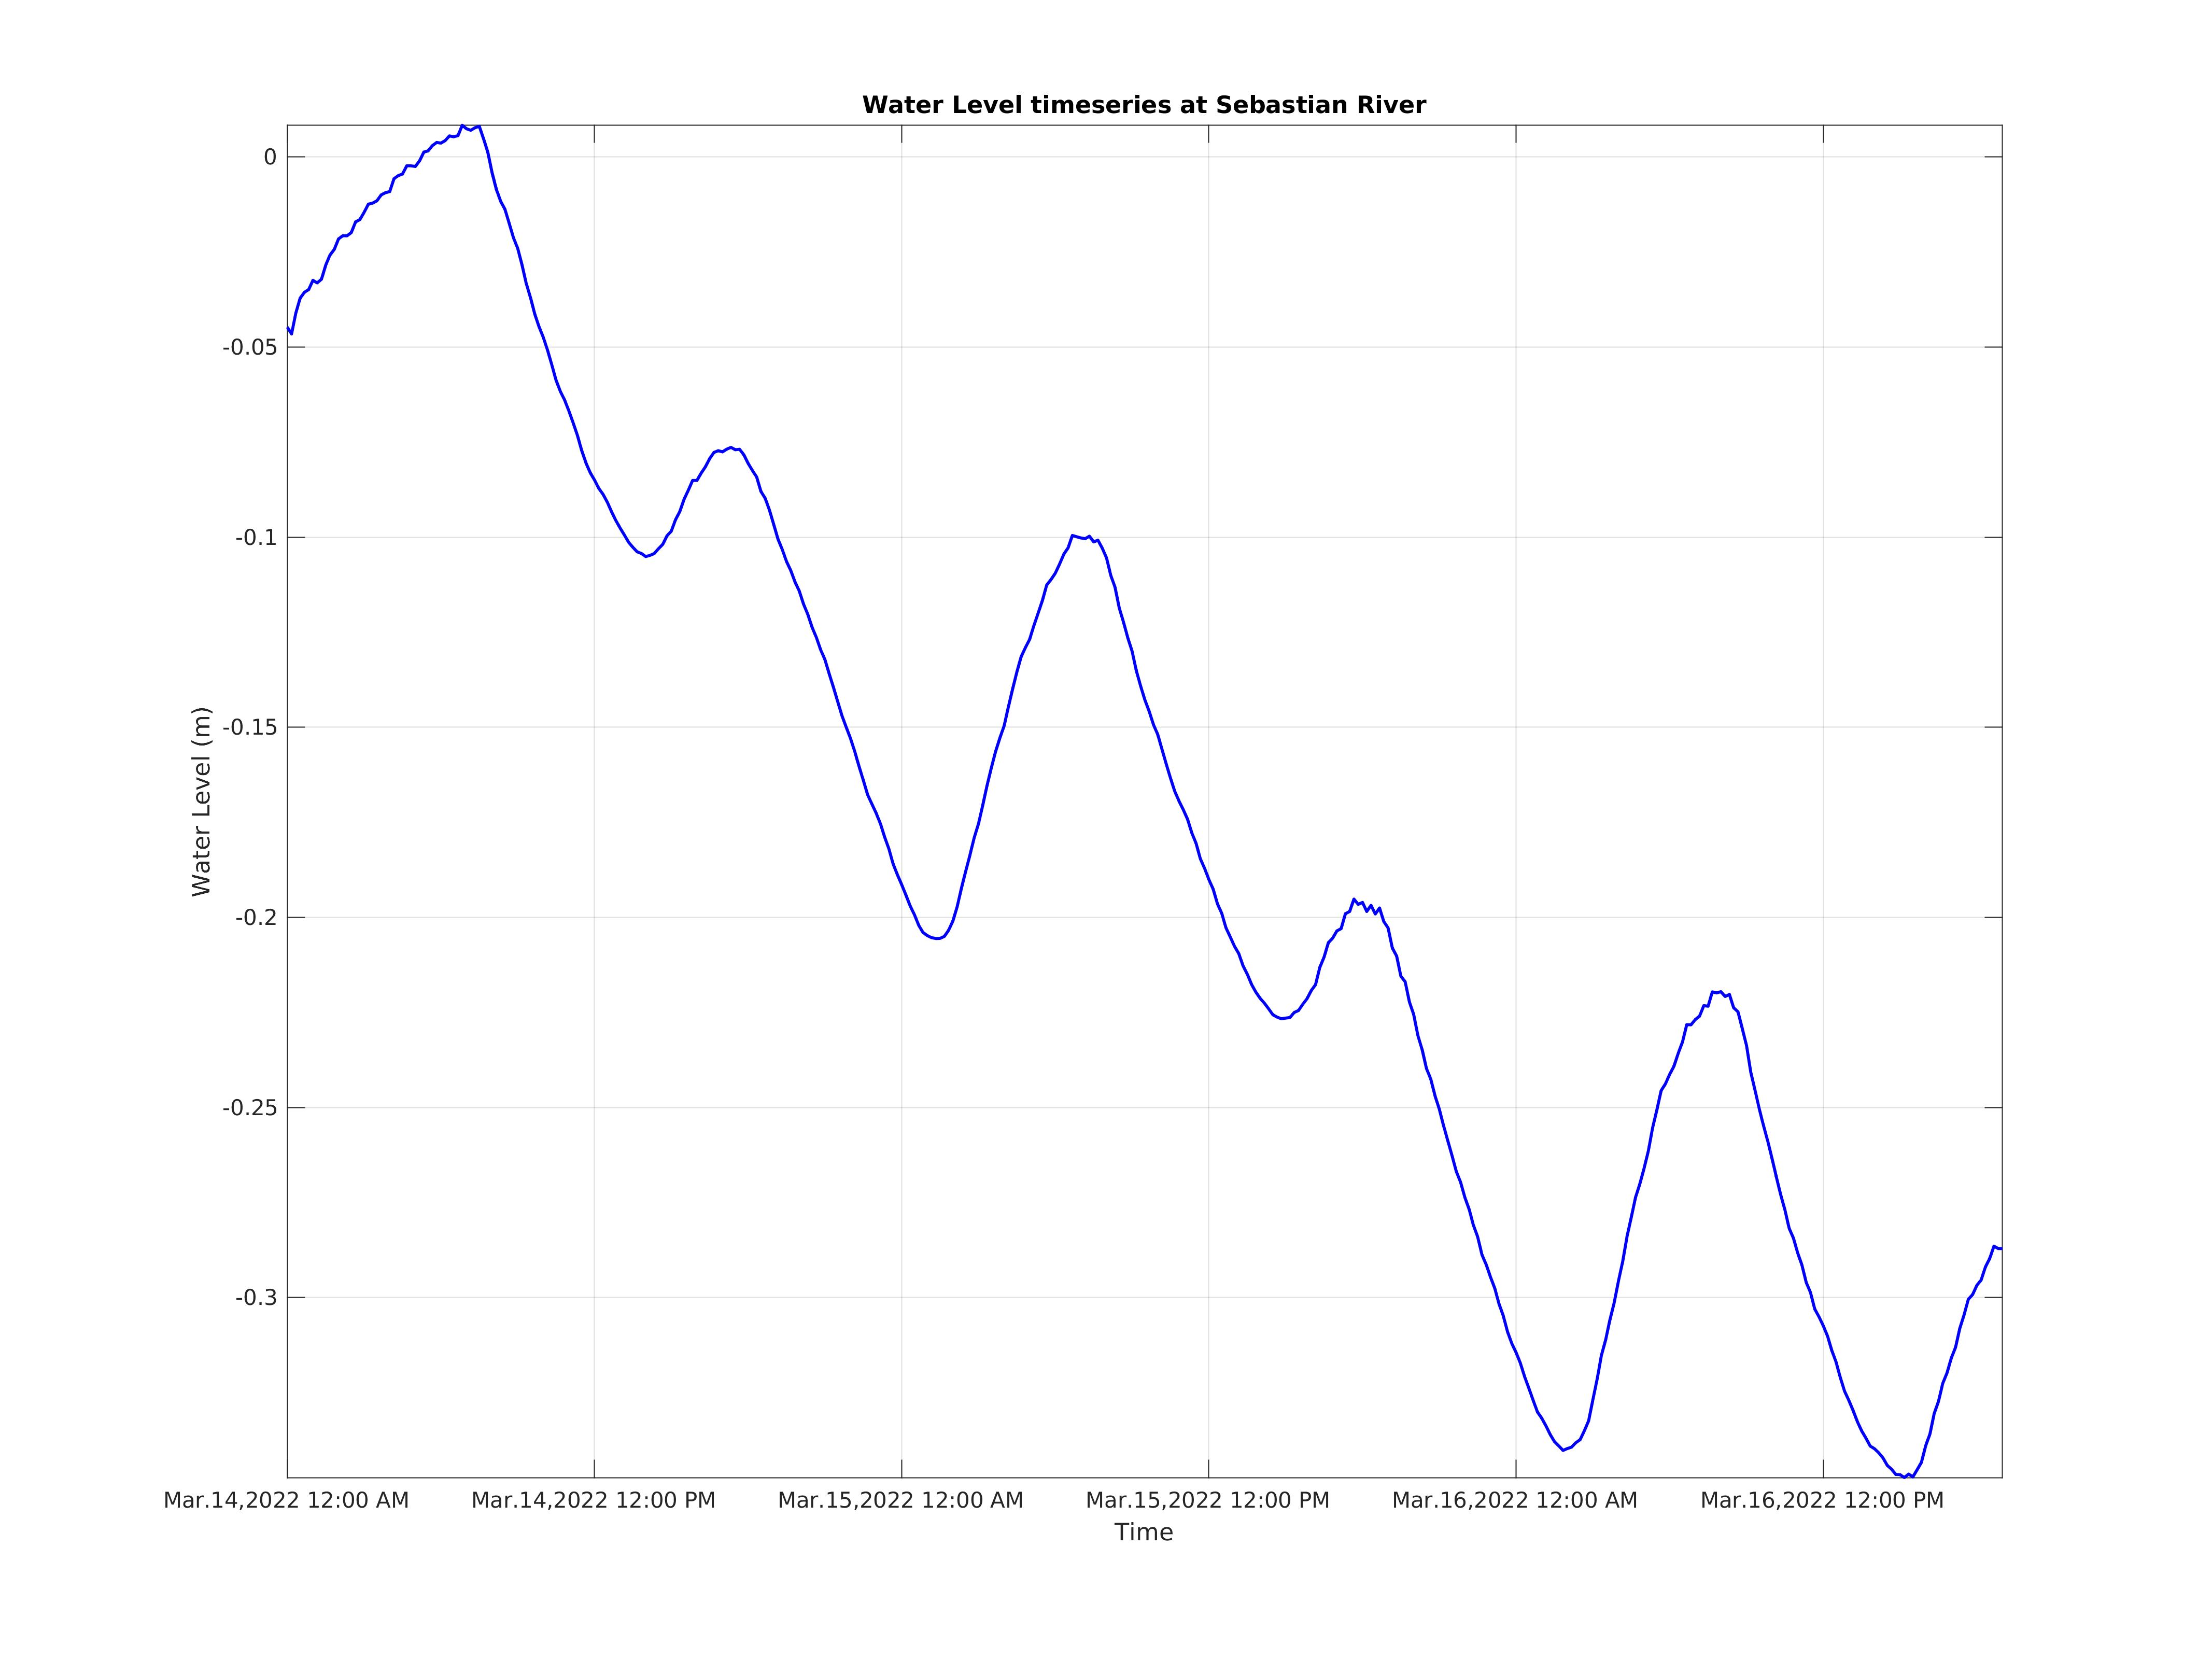 Water Level timeseries at Sebastian River
Water Level (m)
0
-0.05
-0.1
-0.15
-0.2
-0.25
-0.3
Mar.14,2022 12:00 AM
Mar.14,2022 12:00 PM
Mar.15,2022 12:00 AM
Mar.15,2022 12:00 PM
Mar.16,2022 12:00 AM
Mar.16,2022 12:00 PM
Time